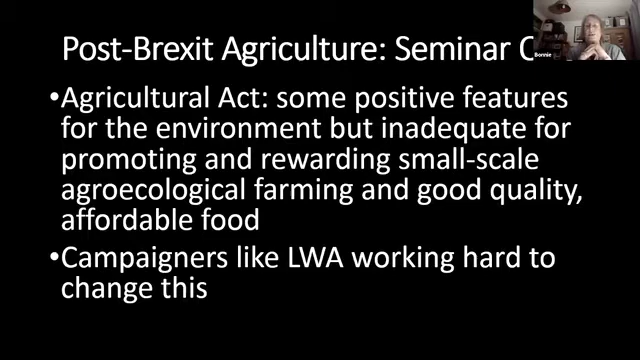 Post-Brexit Agriculture: Seminar
•Agricultural Act: some positive features
for the environment but inadequate for
promoting and rewarding small-scale
agroecological farming and good quality,
affordable food
•Campaigners like LWA working hard to
change this
Bonnie